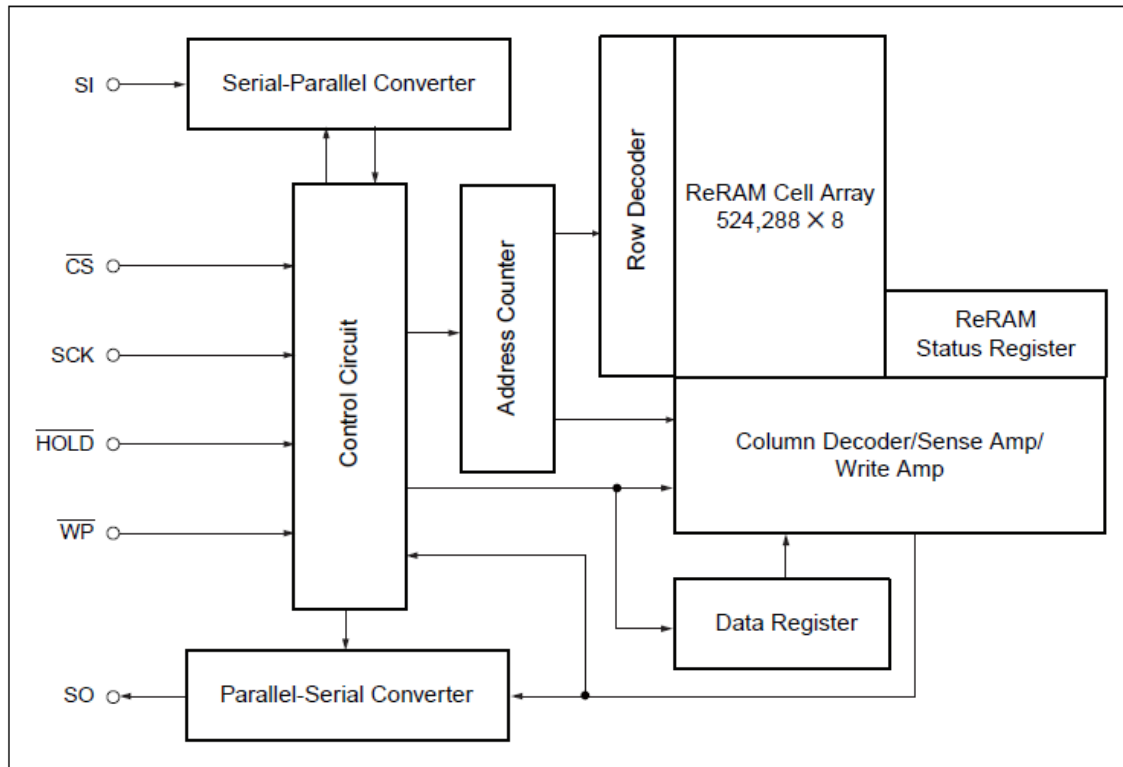 SI
Serial-Parallel Converter
Row Decoder
ReRAM Cell Array
524,288 × 8
CS
SCK
HOLD
WP
Control Circuit
Address Counter
ReRAM
Status Register
Column Decoder/Sense Amp/
Write Amp
Data Register
SO
Parallel-Serial Converter